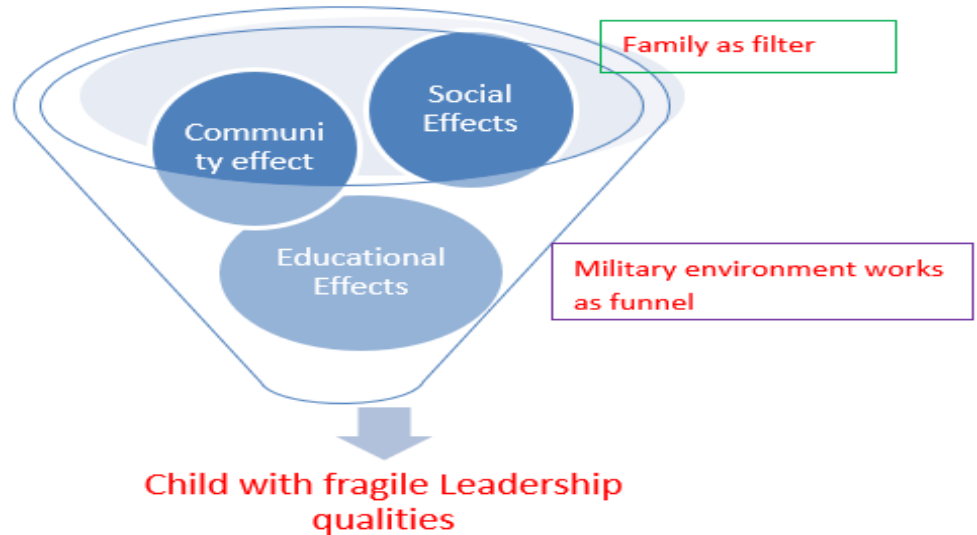 Family as filter
Social
Effects
Communi
ty effect
Educational
Effects
Military environment works
as funnel
Child with fragile Leadership
qualities